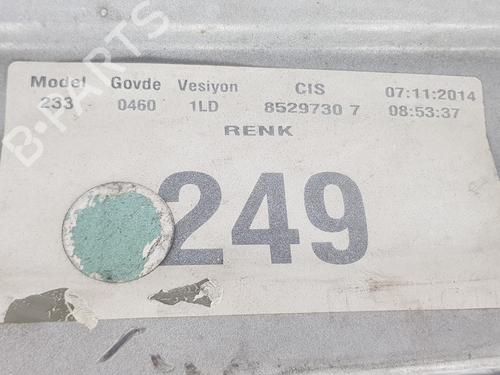 B-PARTS
Model Govde Vesiyon CIS 07:11:2014
233 0460 1LD 8529730 7 08:53:37
RENK
249